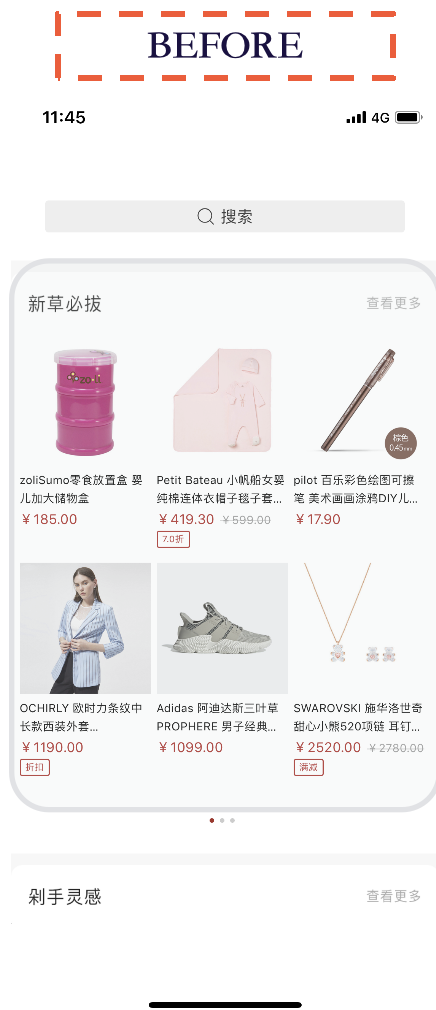 BEFORE
11:45
4G
搜索
新草必拔
查看更多
zoli
棕色
0.45mm
zoliSumo零食放置盒 婴
儿加大储物盒
￥185.00
Petit Bateau 小帆船女婴
纯棉连体衣帽子毯子套...
￥419.30 ￥599.00
7.0折
pilot 百乐彩色绘图可擦
笔 美术画画涂鸦DIY儿...
￥17.90
OCHIRLY 欧时力条纹中
长款西装外套...
￥1190.00
折扣
Adidas 阿迪达斯三叶草
PROPHERE 男子经典...
￥1099.00
SWAROVSKI 施华洛世奇
甜心小熊520项链 耳钉...
￥2520.00 ￥2780.00
满减
剁手灵感
查看更多